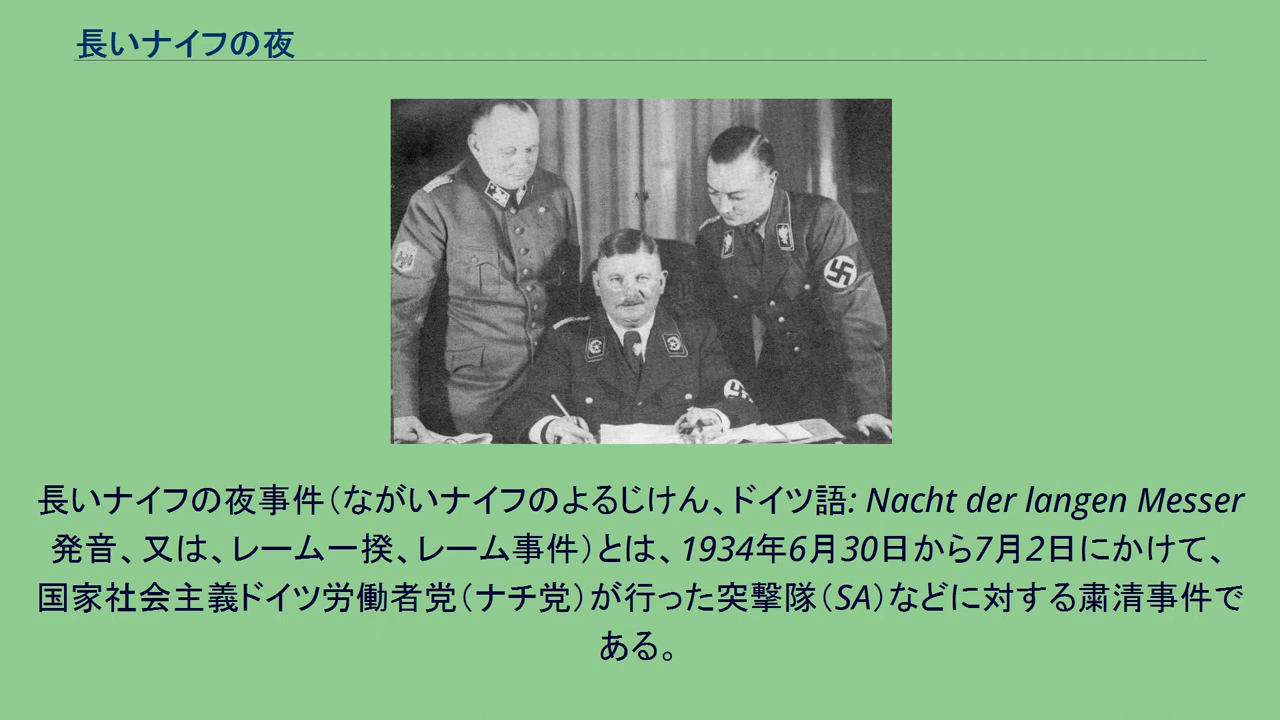 長いナイフの夜
長いナイフの夜事件（ながいナイフのよるじけん、ドイツ語: Nacht der langen Messer
発音、又は、レーム一揆、レーム事件）とは、1934年6月30日から7月2日にかけて、
国家社会主義ドイツ労働者党（ナチ党）が行った突撃隊（SA）などに対する粛清事件で
ある。